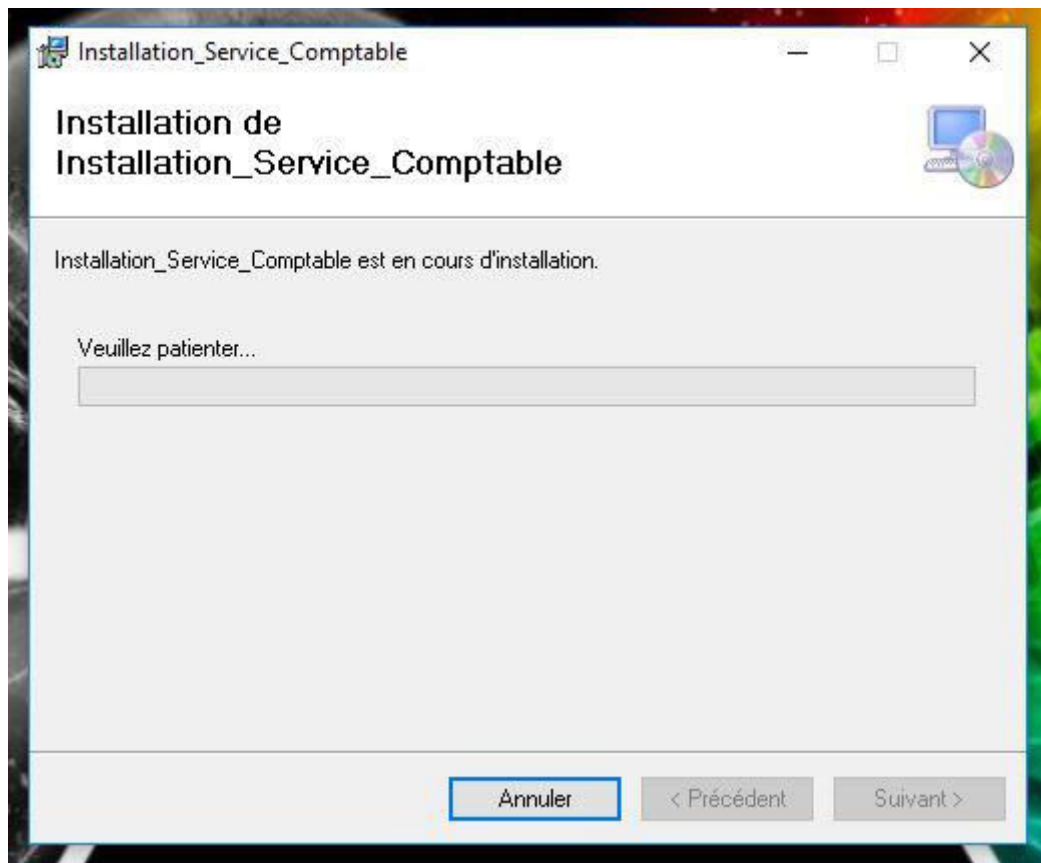 Installation_Service_Comptable
Installation de
Installation_Service_Comptable
Installation_Service_Comptable est en cours d'installation.
Veuillez patienter...
Annuler
< Précédent
Suivant >